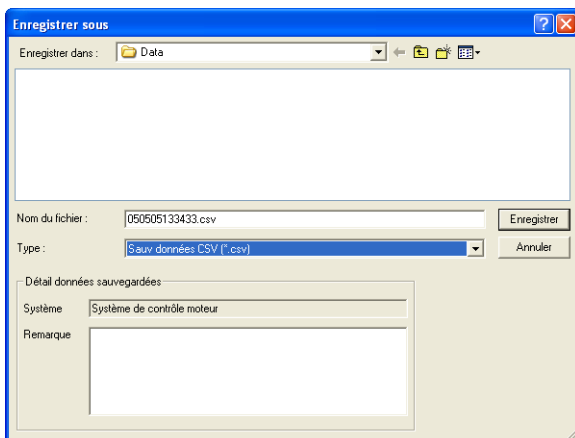 Enregistrer sous
Enregistrer dans :
Data
Nom du fichier :
050505133433.csv
Enregistrer
Type :
Sauv données CSV (*.csv)
Annuler
Détail données sauvegardées
Système
Système de contrôle moteur
Remarque